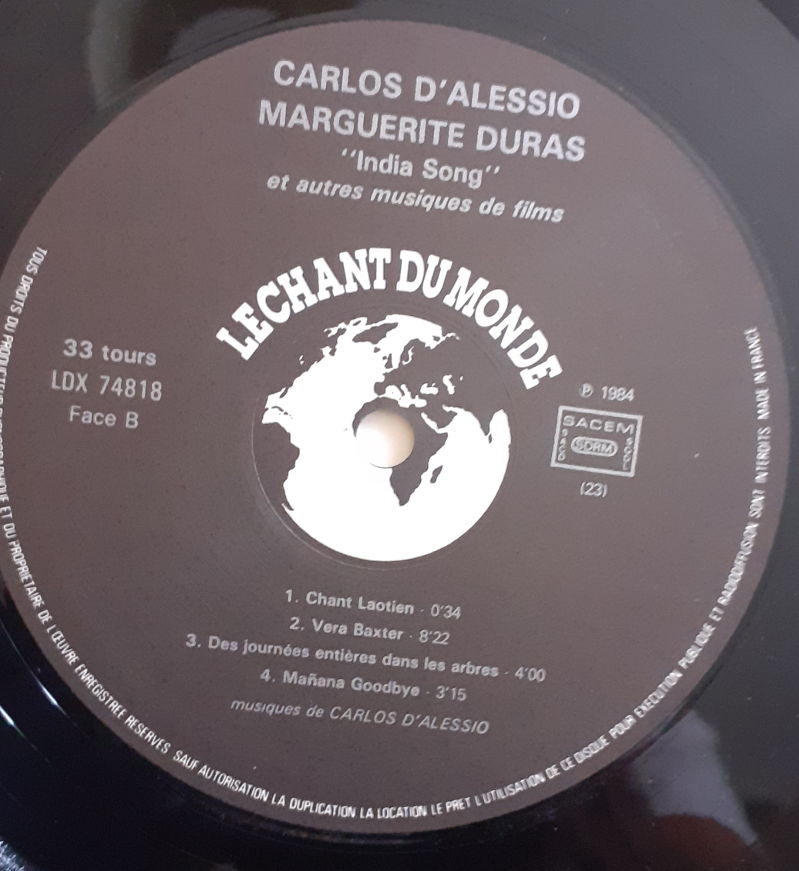 CARLOS D'ALESSIO
MARGUERITE DURAS
"India Song"
et autres musiques de films
LE CHANT DU MONDE
33 tours
LDX 74818
Face B
℗ 1984
SACEM
SACD SDRM SCGL
(23)
1. Chant Laotien · 0'34
2. Vera Baxter · 8'22
3. Des journées entières dans les arbres · 4'00
4. Mañana Goodbye · 3'15
musiques de CARLOS D'ALESSIO
TOUS DROITS DU PRODUCTEUR PHONOGRAPHIQUE ET DU PROPRIETAIRE DE L'ŒUVRE ENREGISTREE RESERVES SAUF AUTORISATION LA DUPLICATION LA LOCATION LE PRET L'UTILISATION DE CE DISQUE POUR EXECUTION PUBLIQUE ET RADIODIFFUSION SONT INTERDITS MADE IN FRANCE